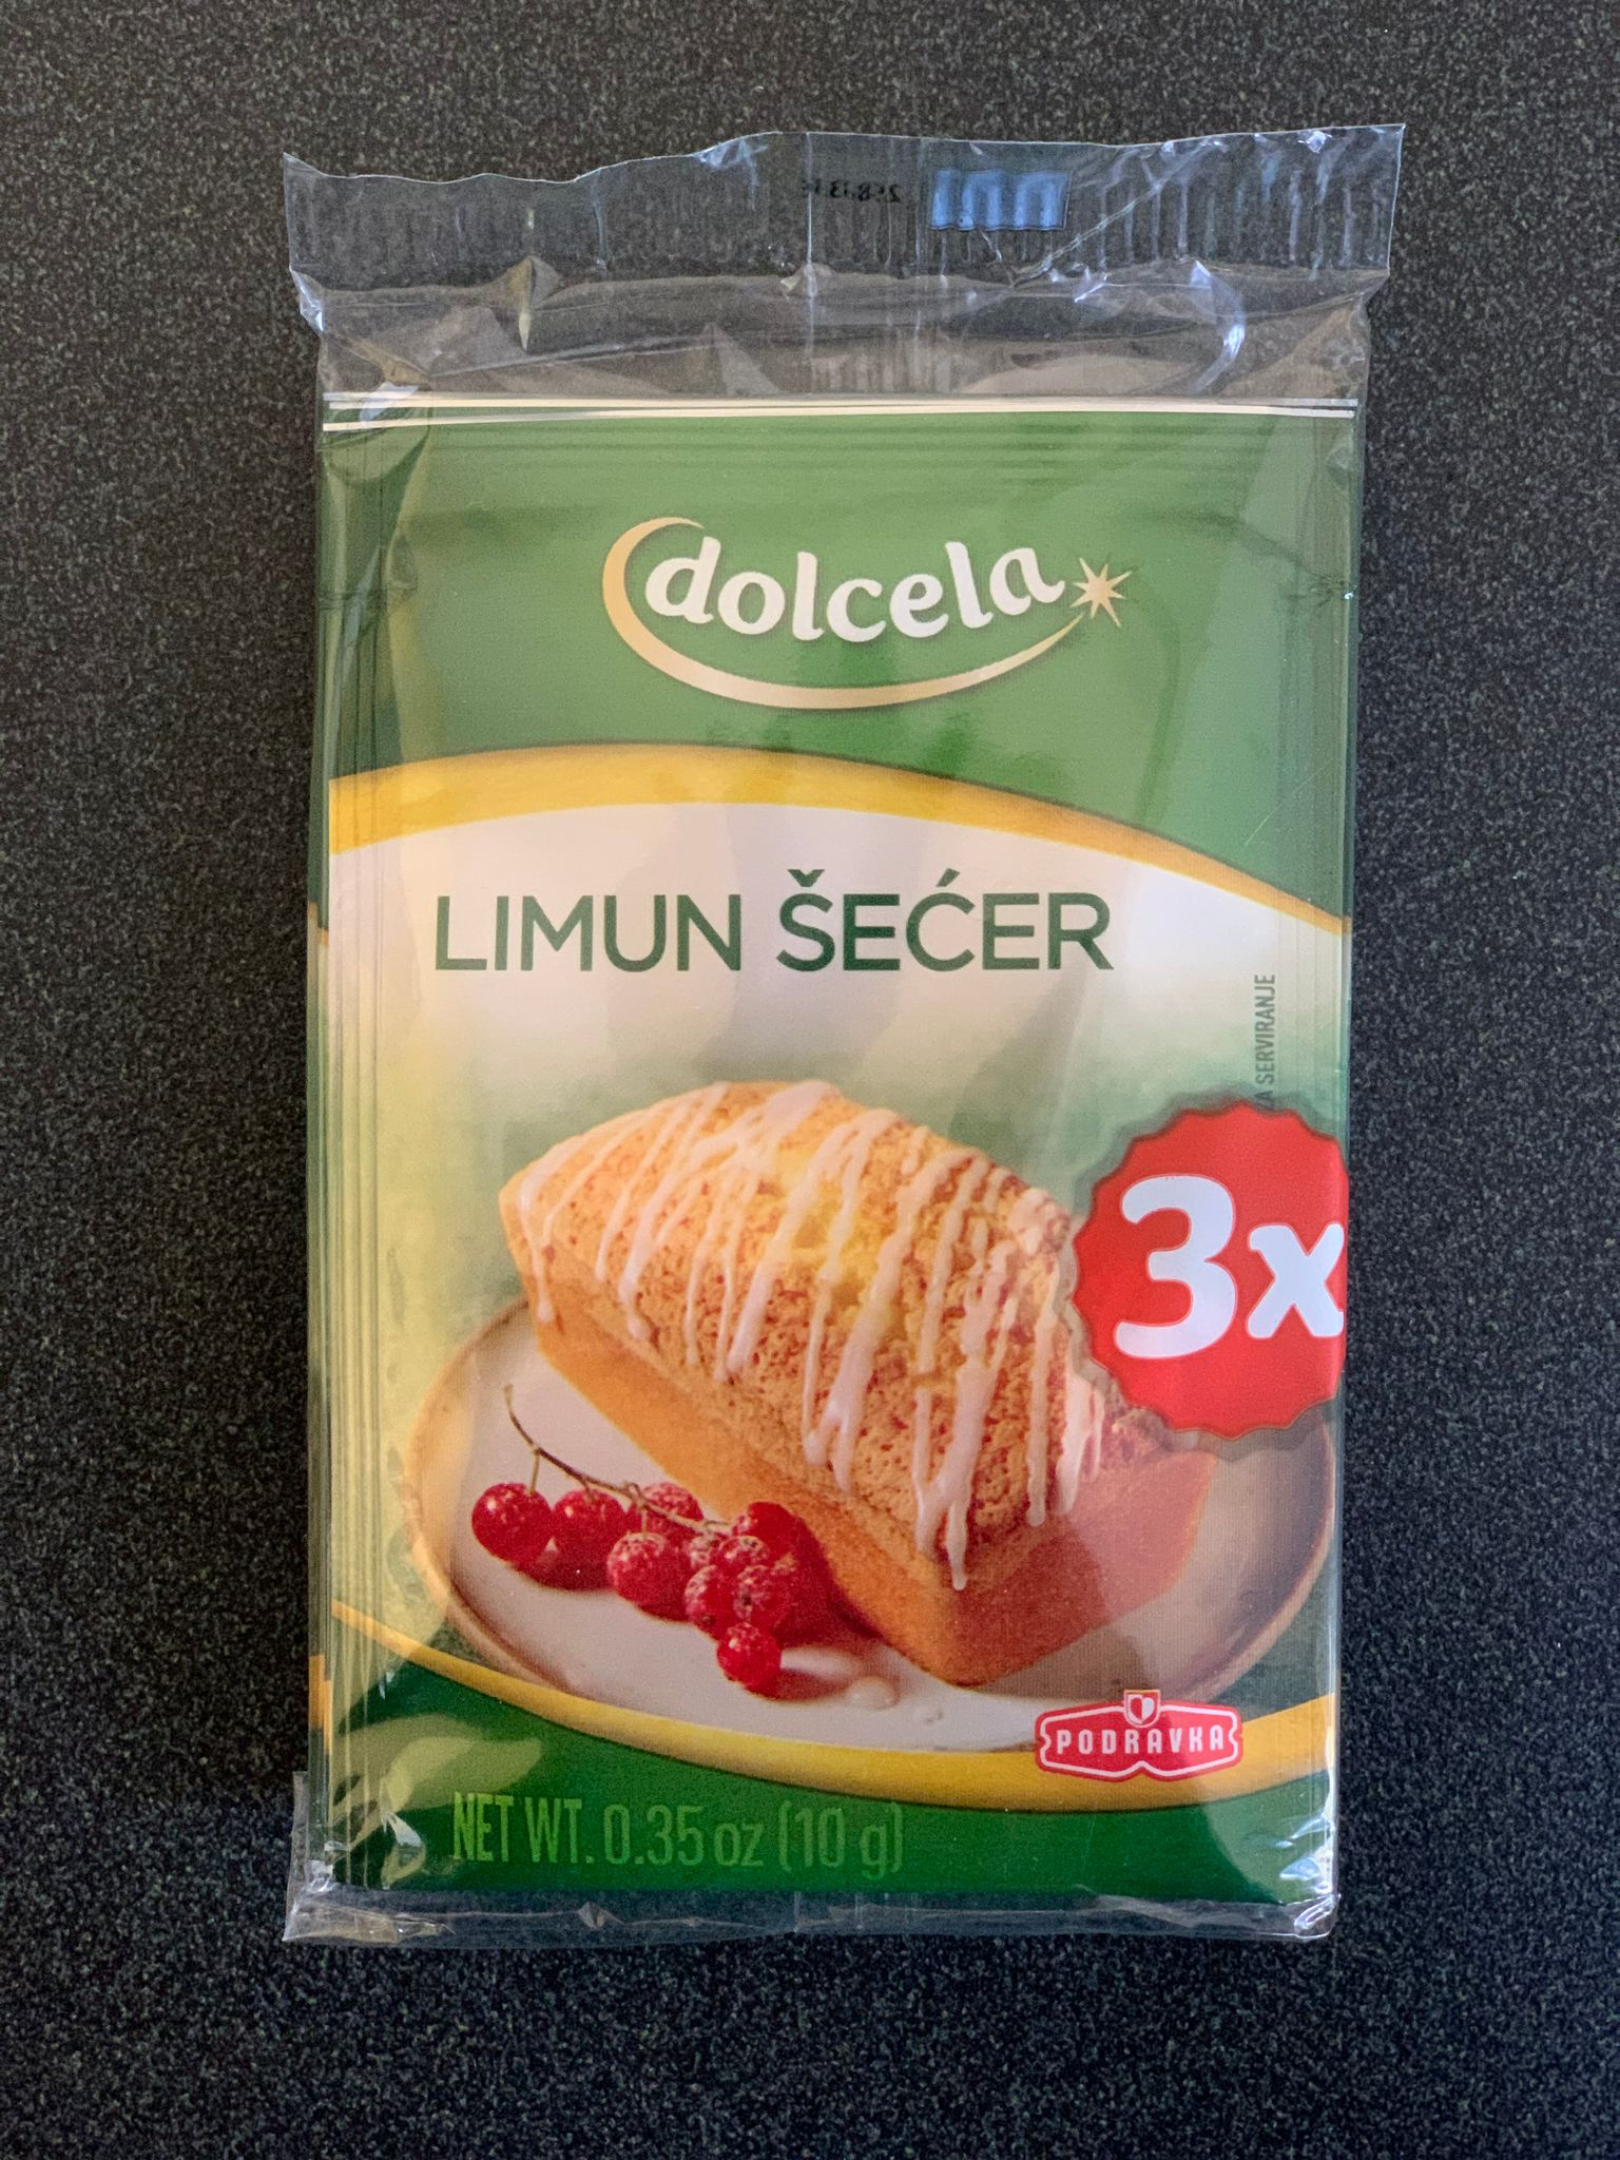 dolcela
LIMUN ŠEĆER
SERVIRANJE
3x
PODRAVKA
NET WT. 0.35 oz (10 g)